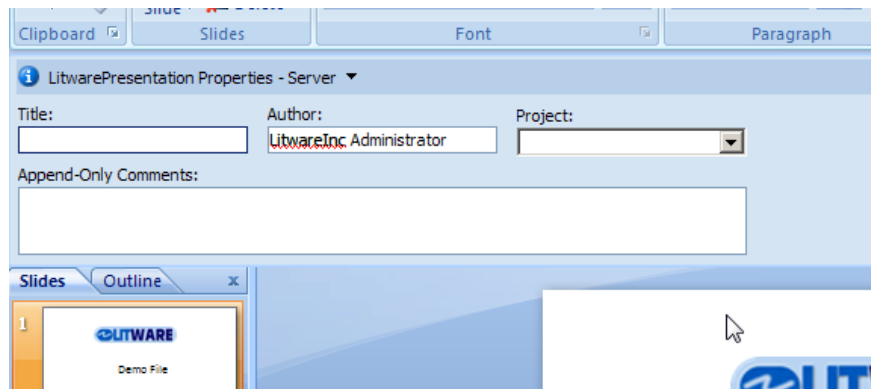 Clipboard Slides Font Paragraph
LitwarePresentation Properties - Server
Title: Author: Project:
LitwareInc Administrator
Append-Only Comments:
Slides Outline x
1
LITWARE
Demo File